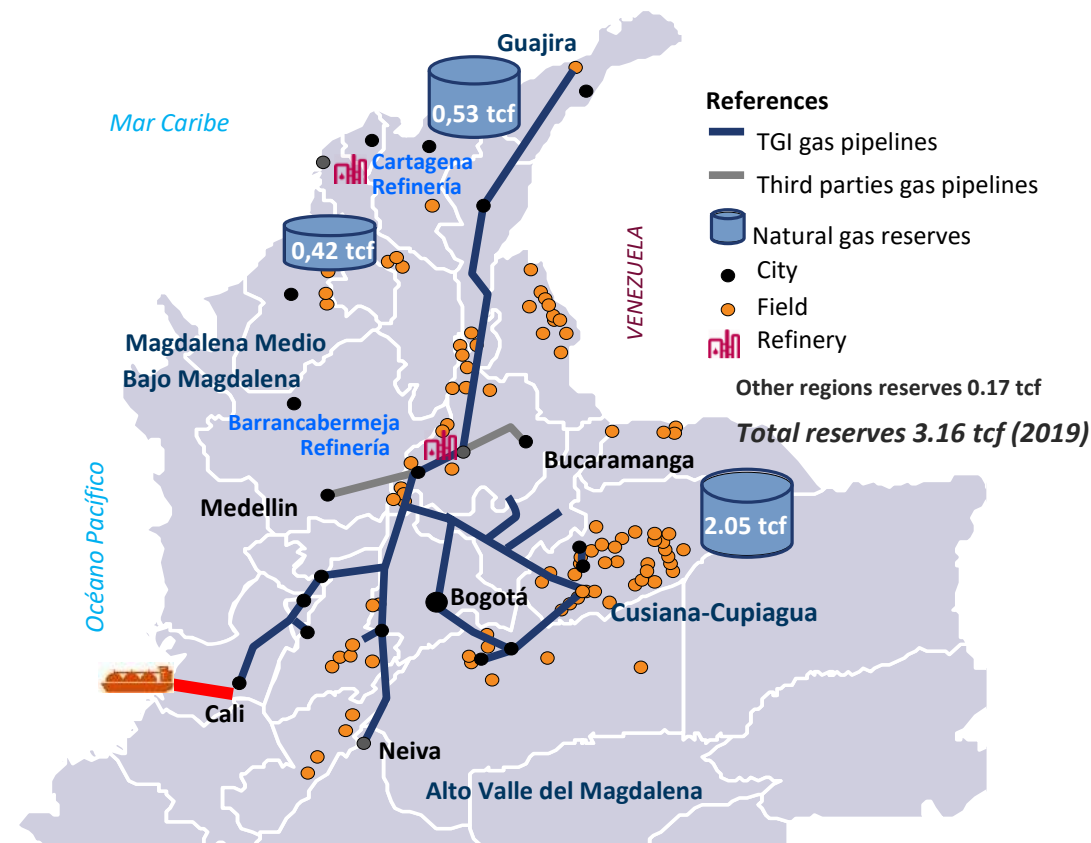 Guajira
0,53 tcf
Mar Caribe
Cartagena
Refinería
0,42 tcf
VENEZUELA
References
TGI gas pipelines
Third parties gas pipelines
Natural gas reserves
City
Field
Refinery
Other regions reserves 0.17 tcf
Total reserves 3.16 tcf (2019)
Magdalena Medio
Bajo Magdalena
Barrancabermeja
Refinería
Bucaramanga
Medellin
2.05 tcf
Océano Pacífico
Bogotá
Cusiana-Cupiagua
Cali
Neiva
Alto Valle del Magdalena